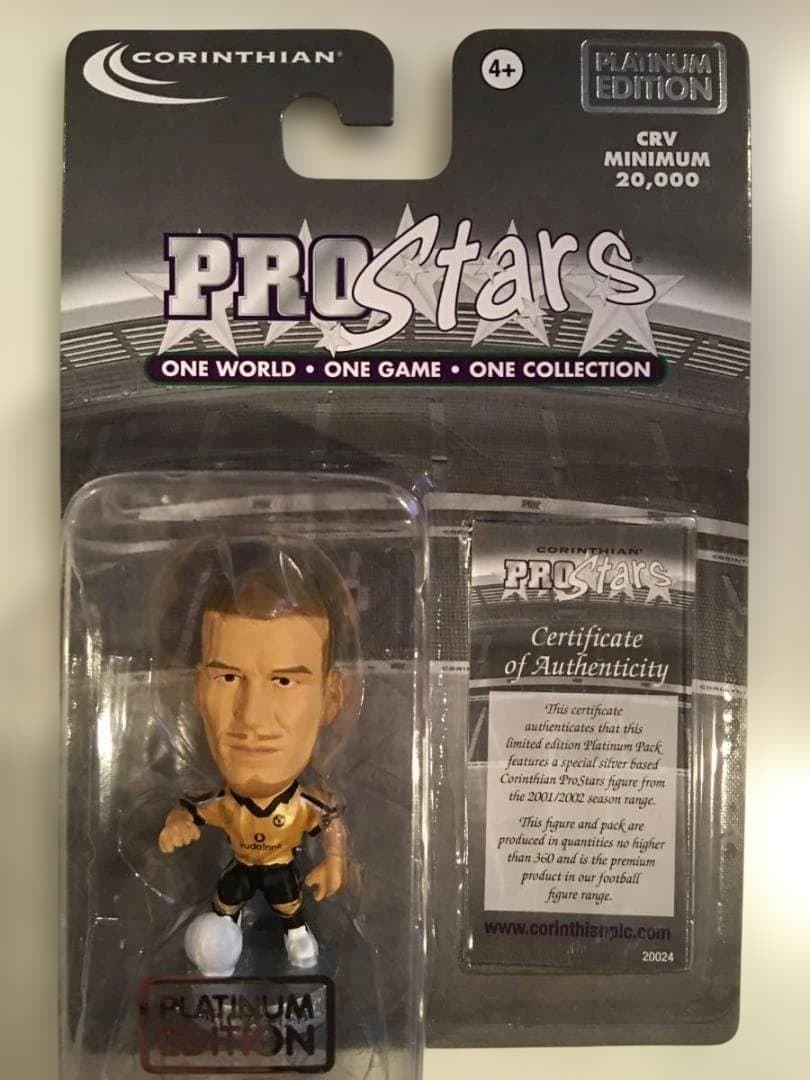 CORINTHIAN
4+
PLATINUM
EDITION
CRV
MINIMUM
20,000
PROStars
ONE WORLD • ONE GAME • ONE COLLECTION
CORINTHIAN
PROStars
Certificate
of Authenticity
This certificate
authenticates that this
limited edition Platinum Pack
features a special silver based
Corinthian ProStars figure from
the 2001/2002 season range.
This figure and pack are
produced in quantities no higher
than 360 and is the premium
product in our football
figure range.
www.corinthianplc.com
20024
vodafone
PLATINUM
EDITION